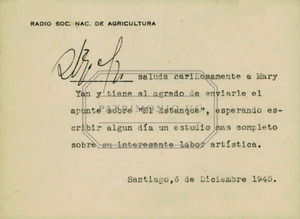 RADIO SOC. NAC. DE AGRICULTURA
saluda cariñosamente a Mary
Yan y tiene el agrado de enviarle el
apunte sobre "El Estanque", esperando es-
cribir algun día un estudio mas completo
sobre su interesante labor artística.
Santiago, 6 de Diciembre 1945.